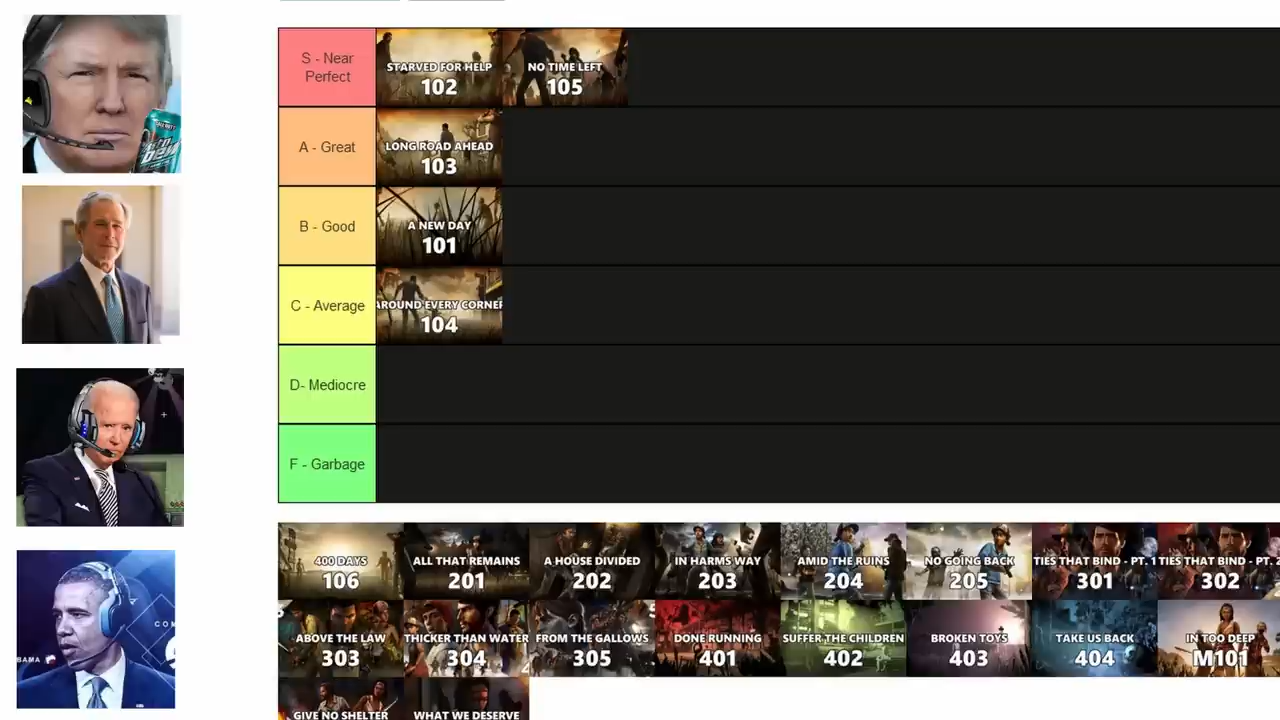 S - Near
Perfect
STARVED FOR HELP
102
NO TIME LEFT
105
A - Great
LONG ROAD AHEAD
103
B - Good
A NEW DAY
101
C - Average
AROUND EVERY CORNER
104
D- Mediocre
F - Garbage
400 DAYS
106
ALL THAT REMAINS
201
A HOUSE DIVIDED
202
IN HARMS WAY
203
AMID THE RUINS
204
NO GOING BACK
205
TIES THAT BIND - PT. 1
301
TIES THAT BIND - PT. 2
302
ABOVE THE LAW
303
THICKER THAN WATER
304
FROM THE GALLOWS
305
DONE RUNNING
401
SUFFER THE CHILDREN
402
BROKEN TOYS
403
TAKE US BACK
404
IN TOO DEEP
M101
GIVE NO SHELTER
WHAT WE DESERVE
BAMA
COM